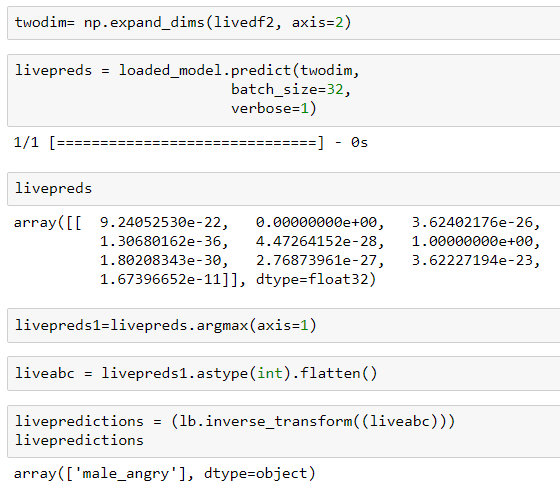 twodim= np.expand_dims(livedf2, axis=2)
livepreds = loaded_model.predict(twodim,
                         batch_size=32,
                         verbose=1)
1/1 [==============================] - 0s
livepreds
array([[  9.24052530e-22,   0.00000000e+00,   3.62402176e-26,
          1.30680162e-36,   4.47264152e-28,   1.00000000e+00,
          1.80208343e-30,   2.76873961e-27,   3.62227194e-23,
          1.67396652e-11]], dtype=float32)
livepreds1=livepreds.argmax(axis=1)
liveabc = livepreds1.astype(int).flatten()
livepredictions = (lb.inverse_transform((liveabc)))
livepredictions
array(['male_angry'], dtype=object)